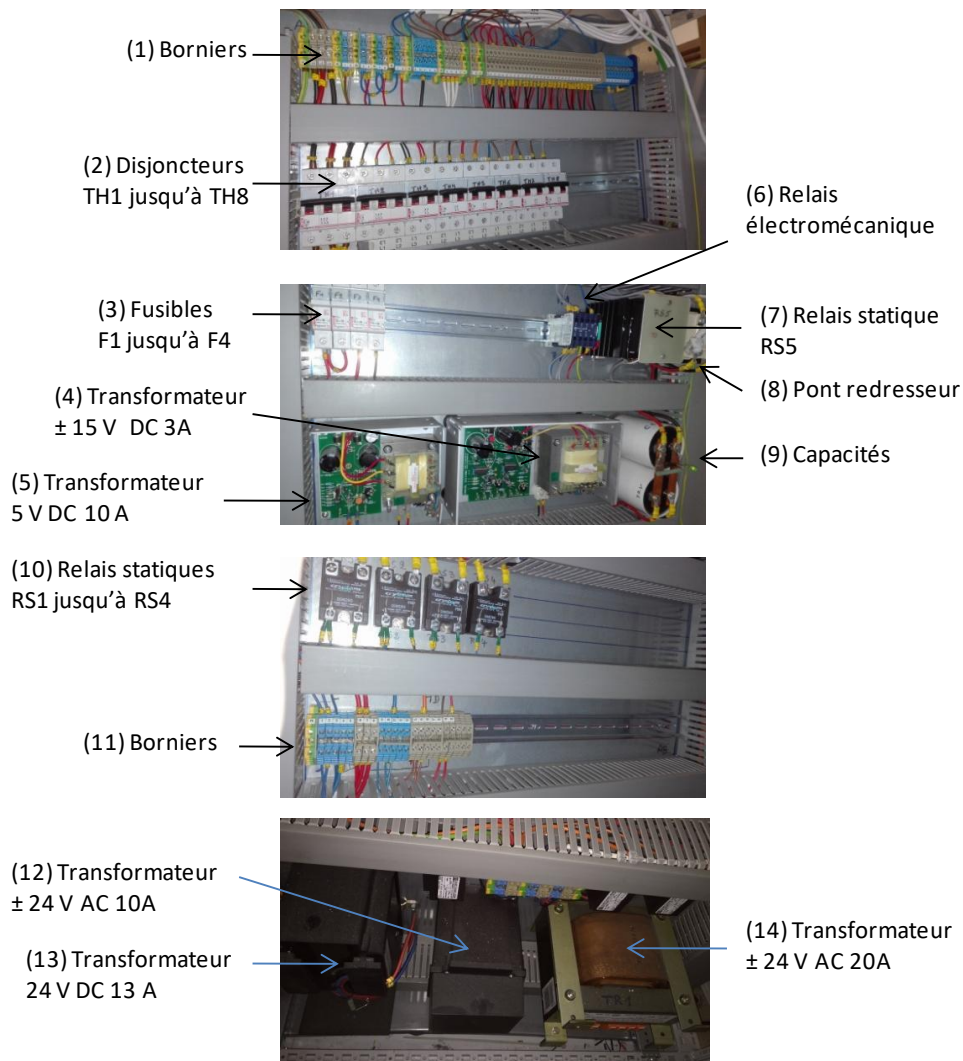 (1) Borniers
(2) Disjoncteurs
TH1 jusqu'à TH8
(6) Relais
électromécanique
(3) Fusibles
F1 jusqu'à F4
(7) Relais statique
RS5
(4) Transformateur
± 15 V DC 3A
(8) Pont redresseur
(9) Capacités
(5) Transformateur
5 V DC 10 A
(10) Relais statiques
RS1 jusqu'à RS4
(11) Borniers
(12) Transformateur
± 24 V AC 10A
(13) Transformateur
24 V DC 13 A
(14) Transformateur
± 24 V AC 20A
RS5
TR1